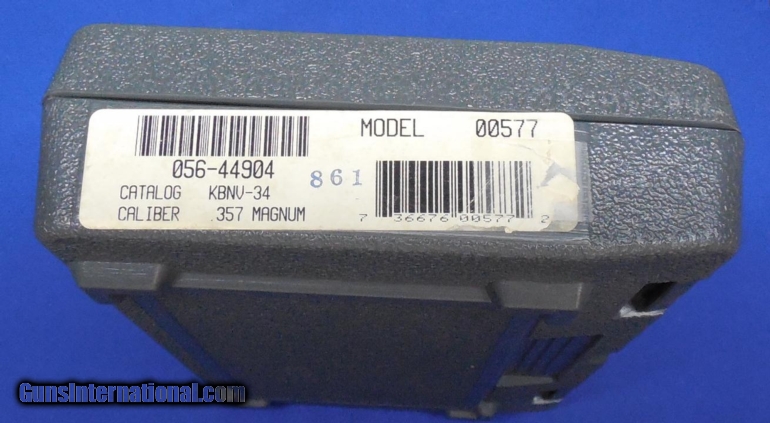 MODEL 00577
056-44904
861
CATALOG KBNV-34
CALIBER .357 MAGNUM
7 36676 00577 2
GunsInternational.com